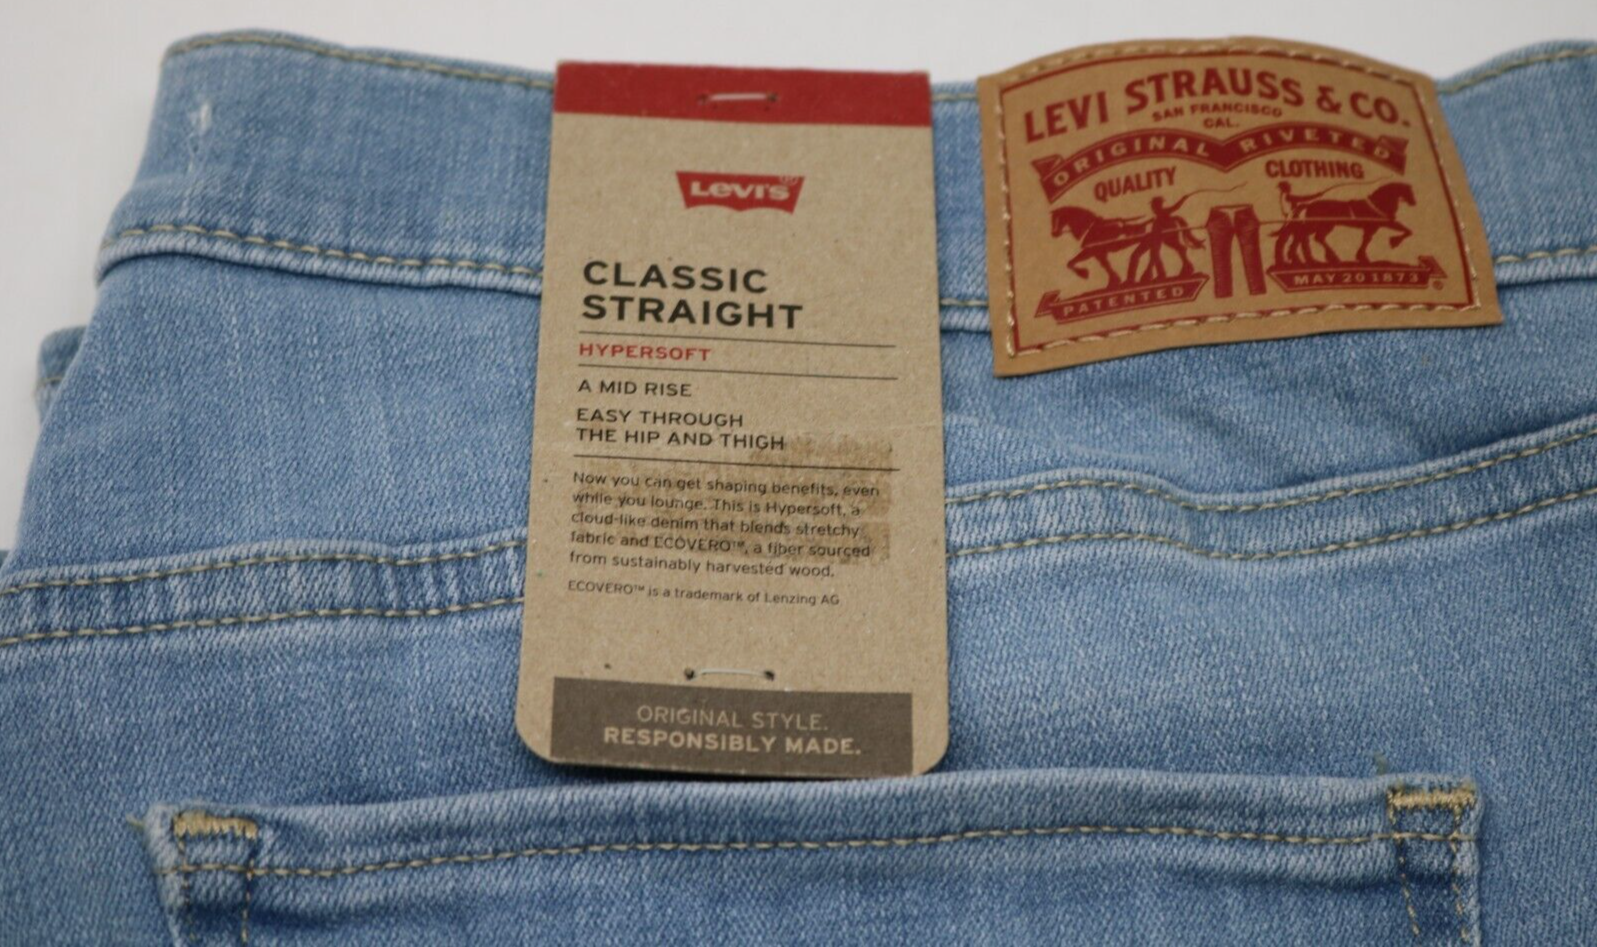 LEVI'S
CLASSIC
STRAIGHT
HYPERSOFT
A MID RISE
EASY THROUGH
THE HIP AND THIGH
Now you can get shaping benefits, even
while you lounge. This is Hypersoft, a
cloud-like denim that blends stretchy
fabric and ECOVERO™, a fiber sourced
from sustainably harvested wood.
ECOVERO™ is a trademark of Lenzing AG
ORIGINAL STYLE.
RESPONSIBLY MADE.
LEVI STRAUSS & CO.
SAN FRANCISCO
CAL.
ORIGINAL RIVETED
QUALITY CLOTHING
PATENTED MAY 20 1873 ®